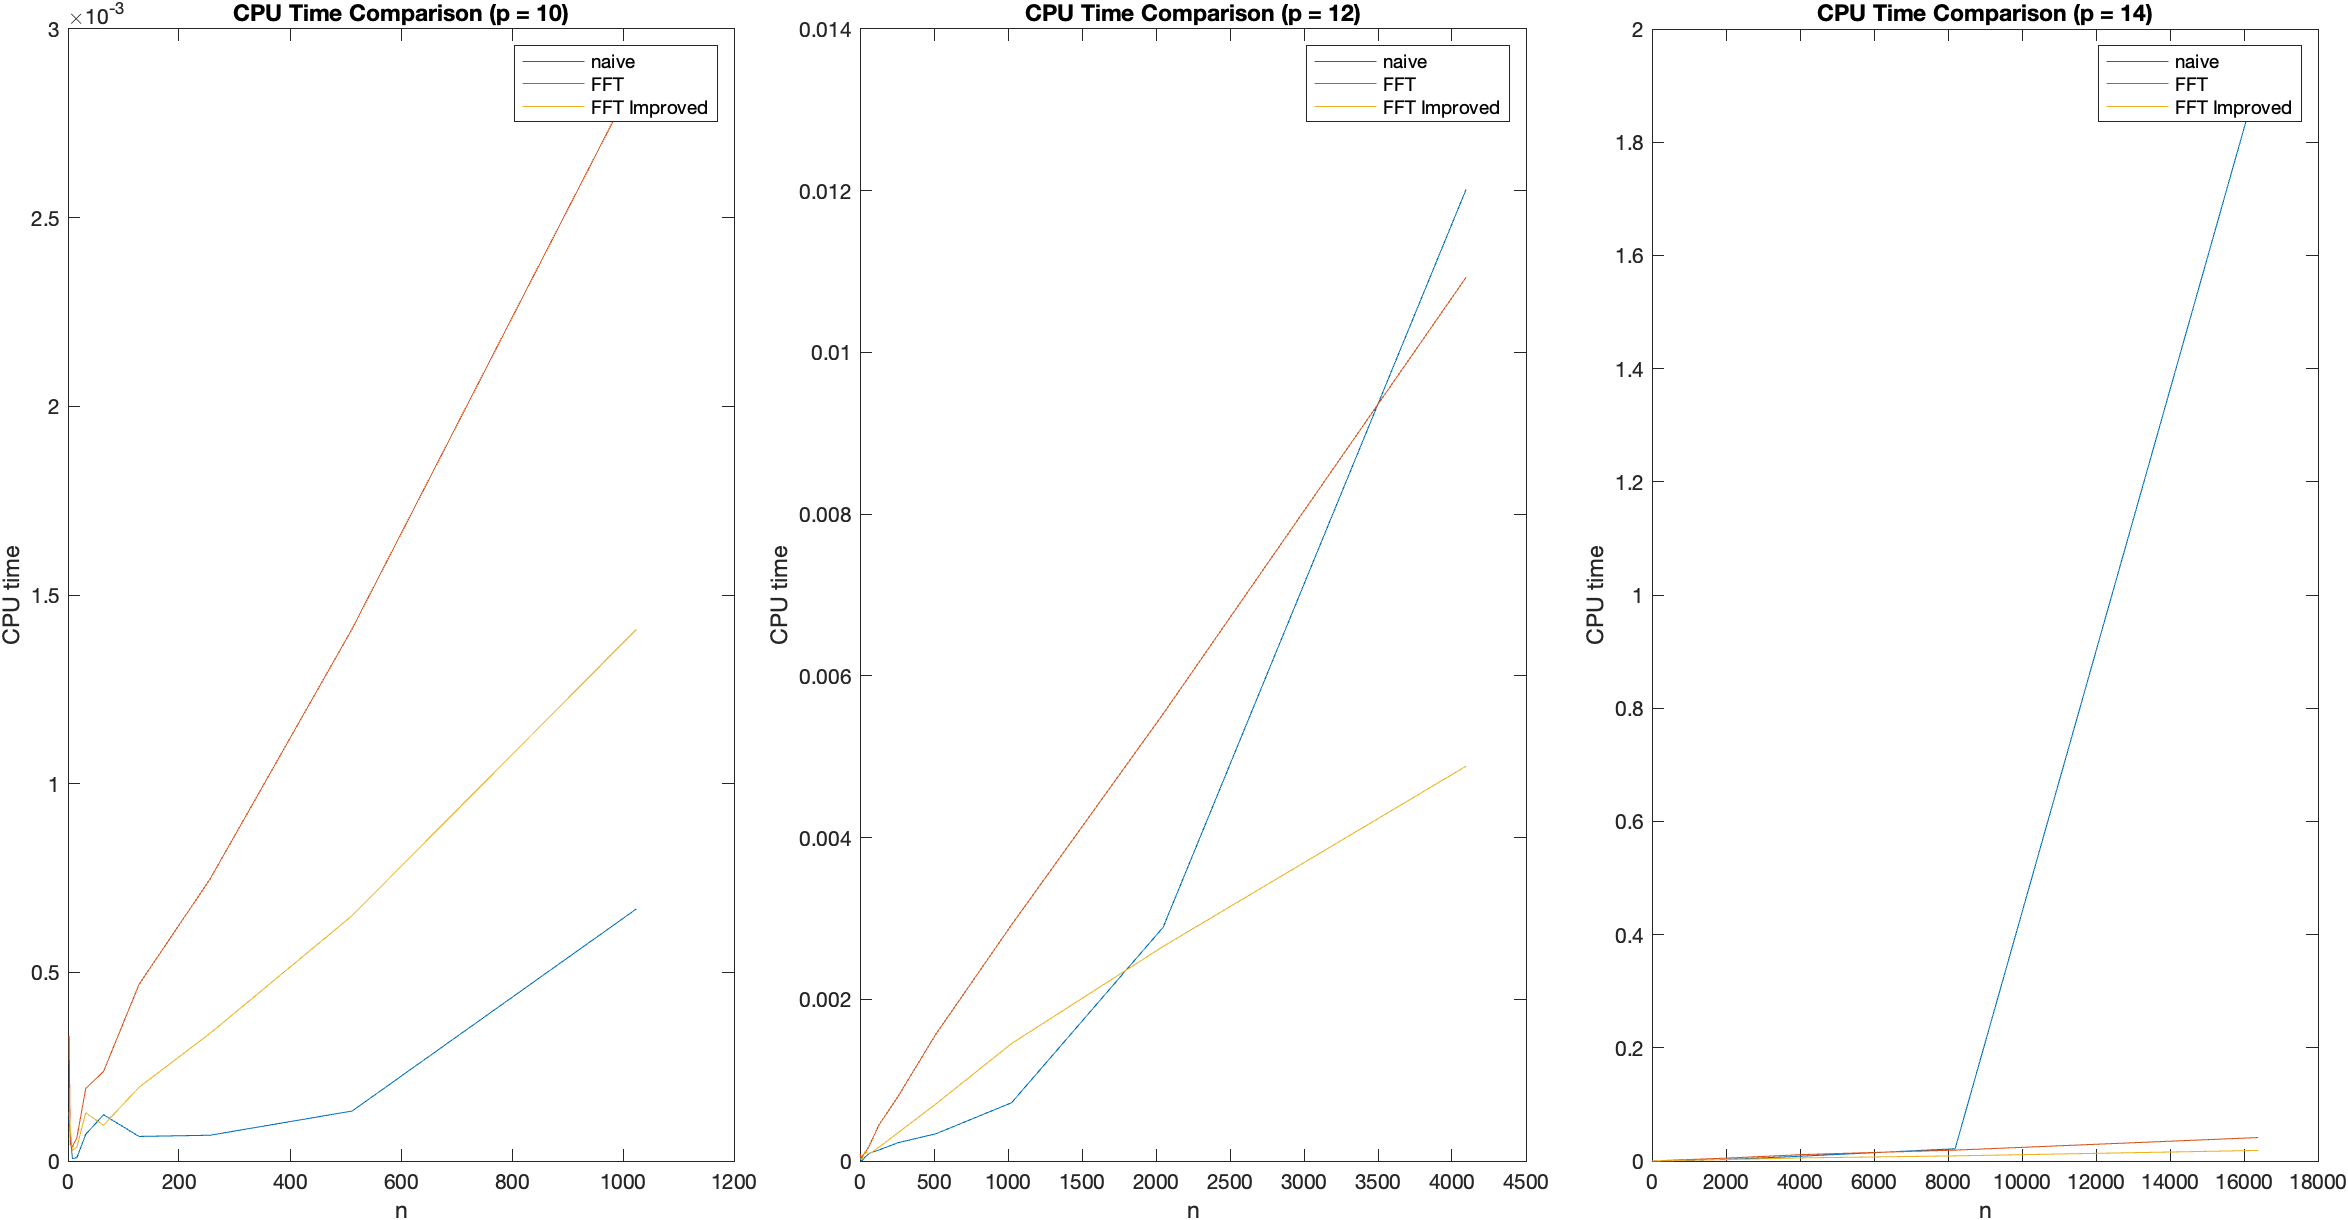 CPU Time Comparison (p = 10)
×10-3
naive
FFT
FFT Improved
3
2.5
2
1.5
1
0.5
0
CPU time
0 200 400 600 800 1000 1200
n
CPU Time Comparison (p = 12)
naive
FFT
FFT Improved
0.014
0.012
0.01
0.008
0.006
0.004
0.002
0
CPU time
0 500 1000 1500 2000 2500 3000 3500 4000 4500
n
CPU Time Comparison (p = 14)
naive
FFT
FFT Improved
2
1.8
1.6
1.4
1.2
1
0.8
0.6
0.4
0.2
0
CPU time
0 2000 4000 6000 8000 10000 12000 14000 16000 18000
n